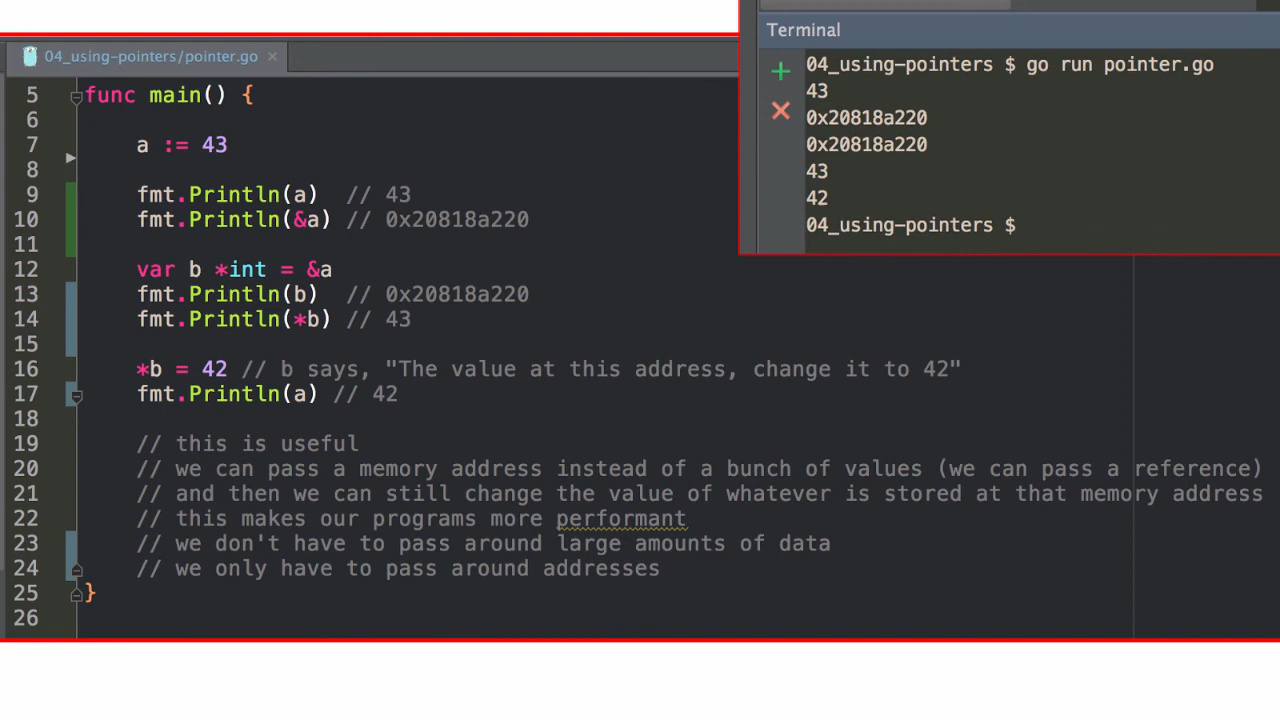 04_using-pointers/pointer.go ×
5 func main() {
6
7 a := 43
8
9 fmt.Println(a) // 43
10 fmt.Println(&a) // 0x20818a220
11
12 var b *int = &a
13 fmt.Println(b) // 0x20818a220
14 fmt.Println(*b) // 43
15
16 *b = 42 // b says, "The value at this address, change it to 42"
17 fmt.Println(a) // 42
18
19 // this is useful
20 // we can pass a memory address instead of a bunch of values (we can pass a reference)
21 // and then we can still change the value of whatever is stored at that memory address
22 // this makes our programs more performant
23 // we don't have to pass around large amounts of data
24 // we only have to pass around addresses
25 }
26
Terminal
04_using-pointers $ go run pointer.go
43
0x20818a220
0x20818a220
43
42
04_using-pointers $